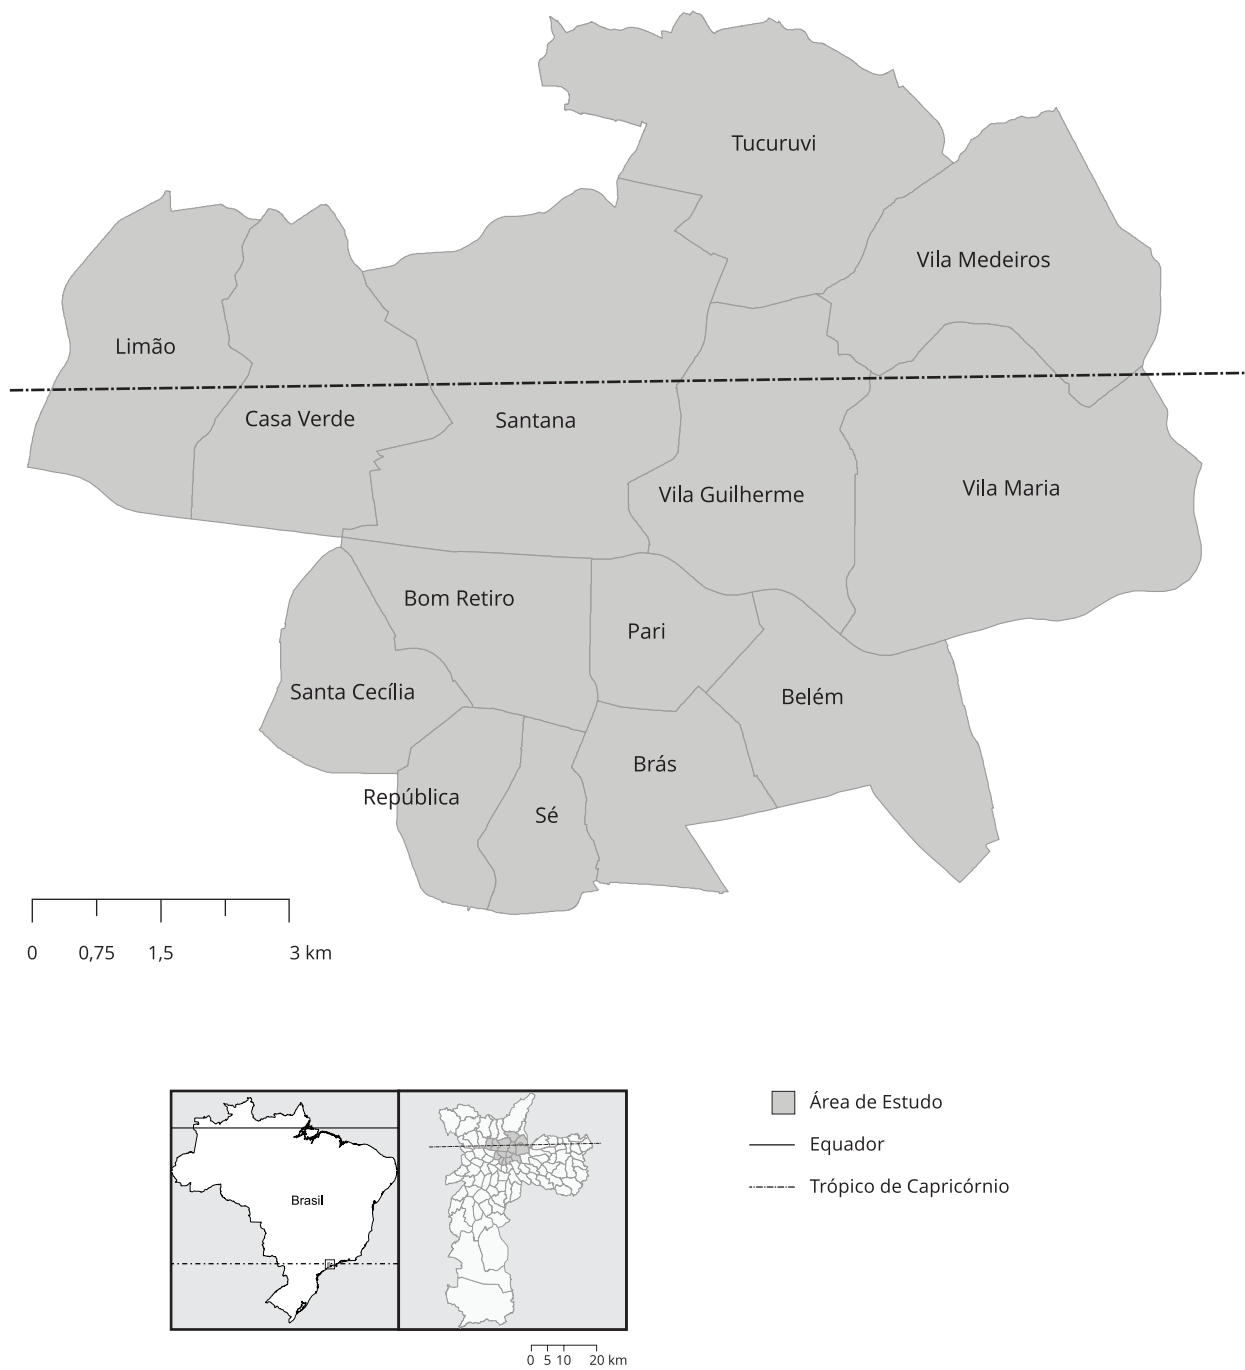 Tucuruvi
Vila Medeiros
Limão
Casa Verde
Santana
Vila Guilherme
Vila Maria
Bom Retiro
Pari
Santa Cecília
Belém
Brás
República
Sé
0 0,75 1,5 3 km
Área de Estudo
Equador
Trópico de Capricórnio
Brasil
0 5 10 20 km